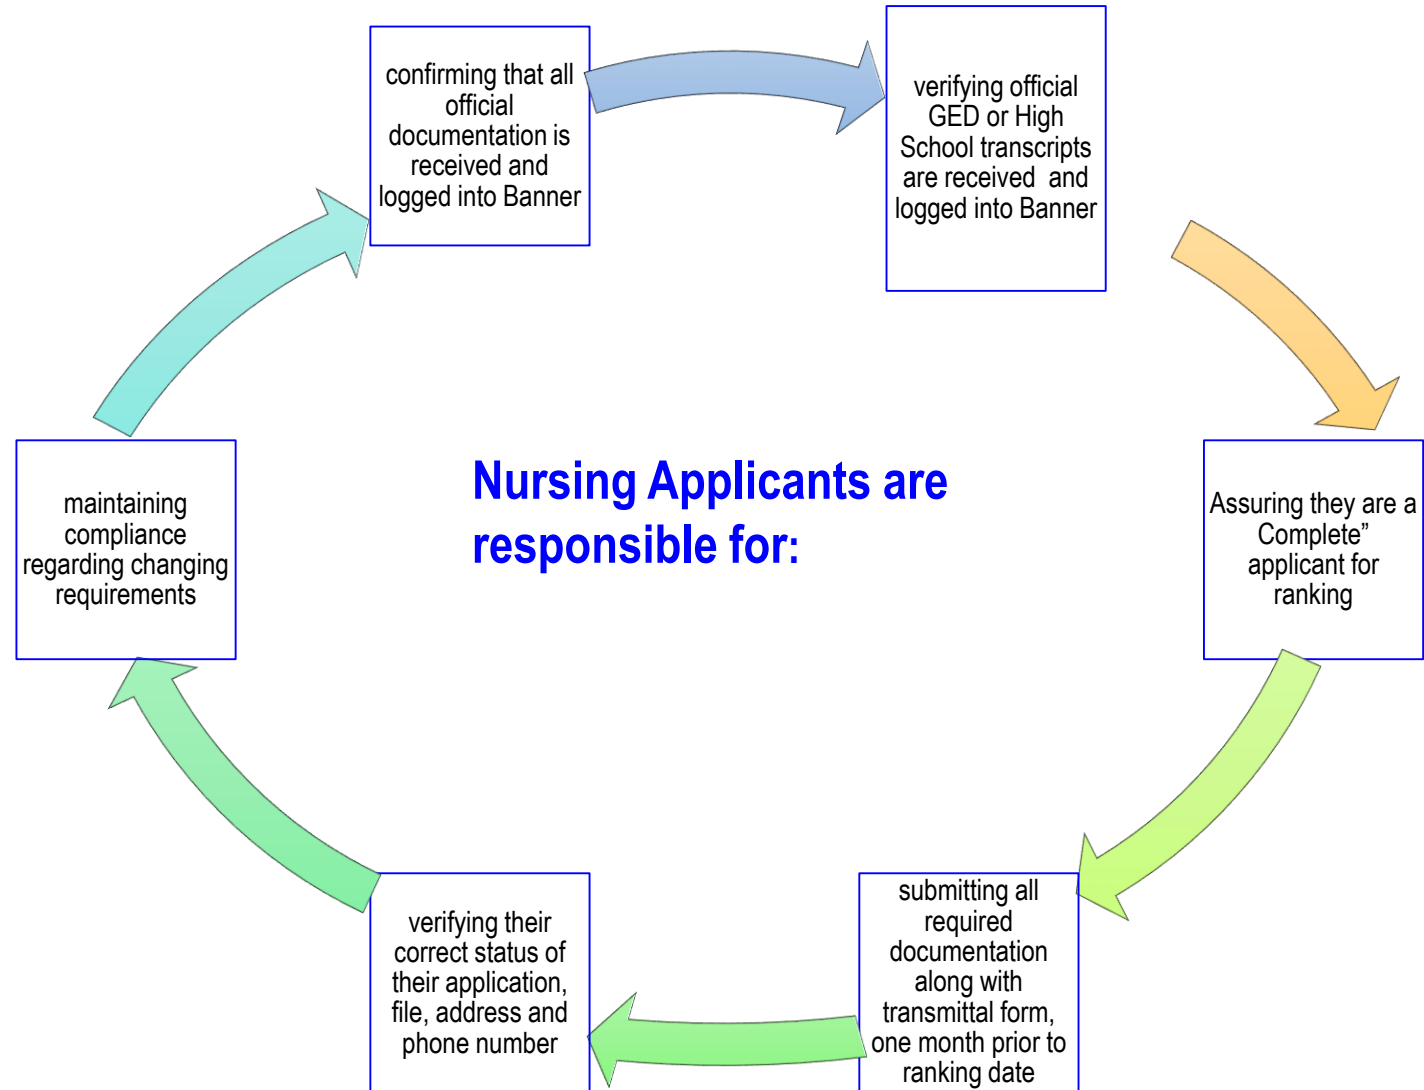 confirming that all
official
documentation is
received and
logged into Banner
verifying official
GED or High
School transcripts
are received and
logged into Banner
Nursing Applicants are
responsible for:
Assuring they are a
Complete”
applicant for
ranking
submitting all
required
documentation
along with
transmittal form,
one month prior to
ranking date
verifying their
correct status of
their application,
file, address and
phone number
maintaining
compliance
regarding changing
requirements